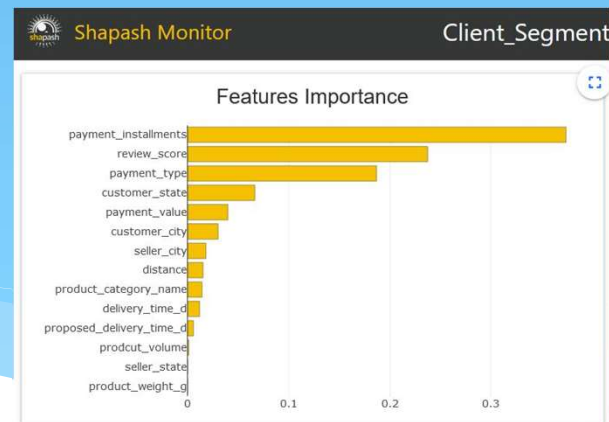 shapash
Shapash Monitor
Client_Segment
Features Importance
payment_installments
review_score
payment_type
customer_state
payment_value
customer_city
seller_city
distance
product_category_name
delivery_time_d
proposed_delivery_time_d
prodcut_volume
seller_state
product_weight_g
0
0.1
0.2
0.3